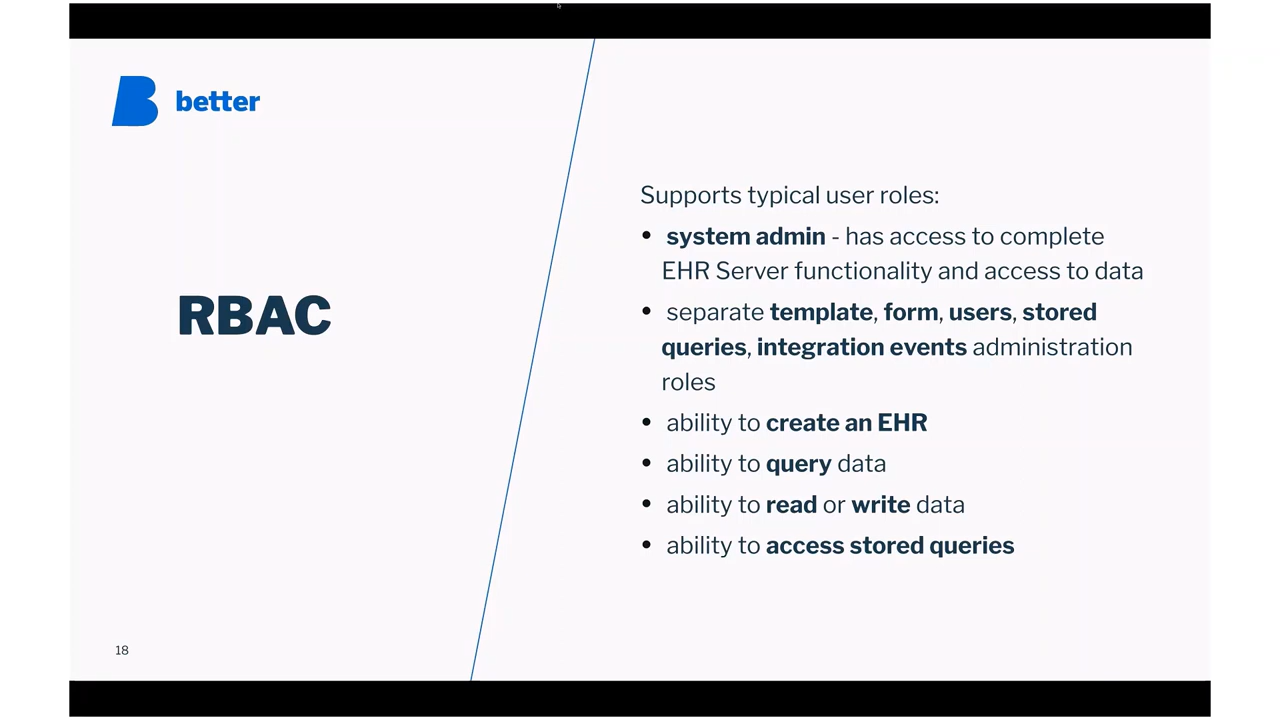 better
RBAC
Supports typical user roles:
• system admin - has access to complete
EHR Server functionality and access to data
• separate template, form, users, stored
queries, integration events administration
roles
• ability to create an EHR
• ability to query data
• ability to read or write data
• ability to access stored queries
18